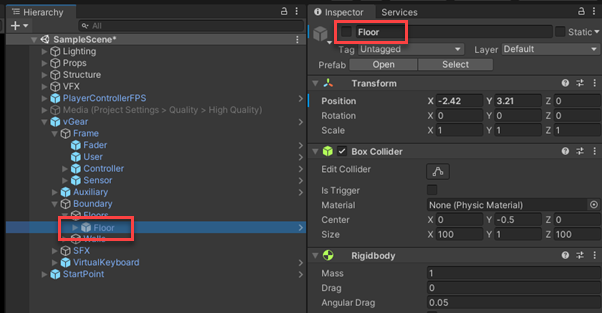 Hierarchy
All
SampleScene*
Lighting
Props
Structure
VFX
PlayerControllerFPS
Media (Project Settings > Quality > High Quality)
vGear
Frame
Fader
User
Controller
Sensor
Auxiliary
Boundary
Floors
Floor
Walls
SFX
VirtualKeyboard
StartPoint
Inspector Services
Floor Static
Tag Untagged Layer Default
Prefab Open Select
Transform
Position X -2.42 Y 3.21 Z 0
Rotation X 0 Y 0 Z 0
Scale X 1 Y 1 Z 1
Box Collider
Edit Collider
Is Trigger
Material None (Physic Material)
Center X 0 Y -0.5 Z 0
Size X 100 Y 1 Z 100
Rigidbody
Mass 1
Drag 0
Angular Drag 0.05